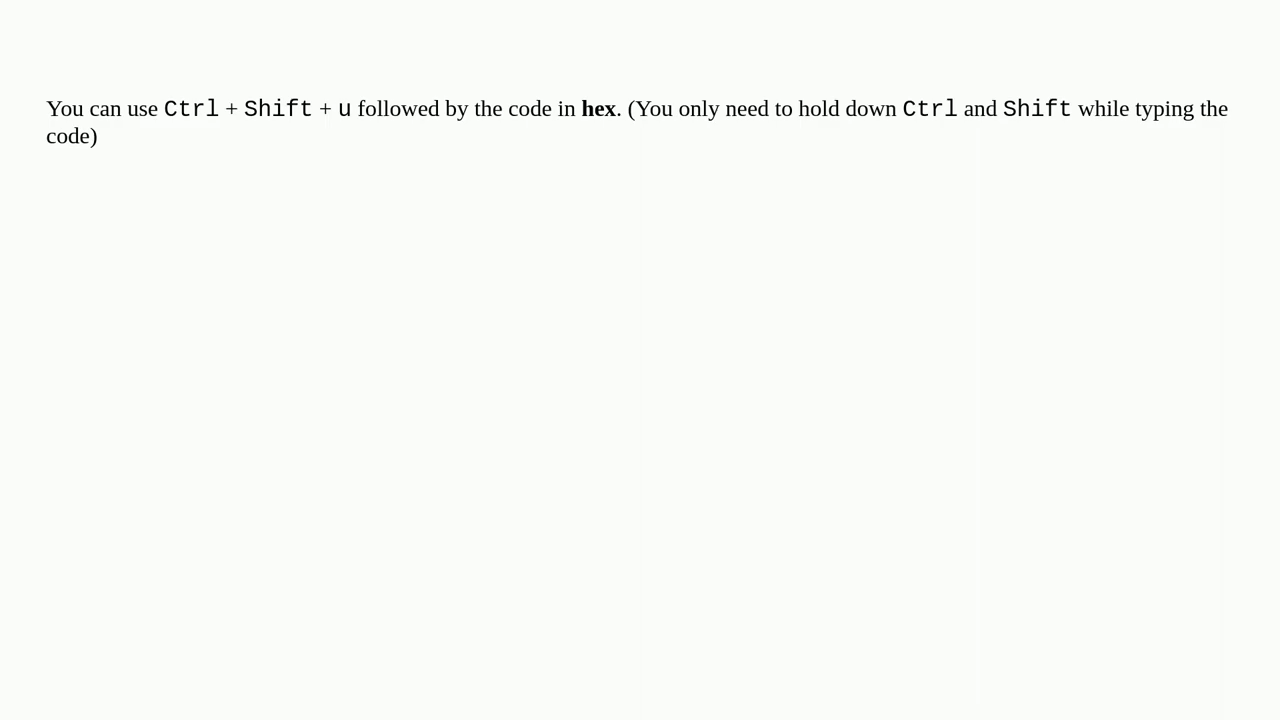 You can use Ctrl + Shift + u followed by the code in hex. (You only need to hold down Ctrl and Shift while typing the
code)